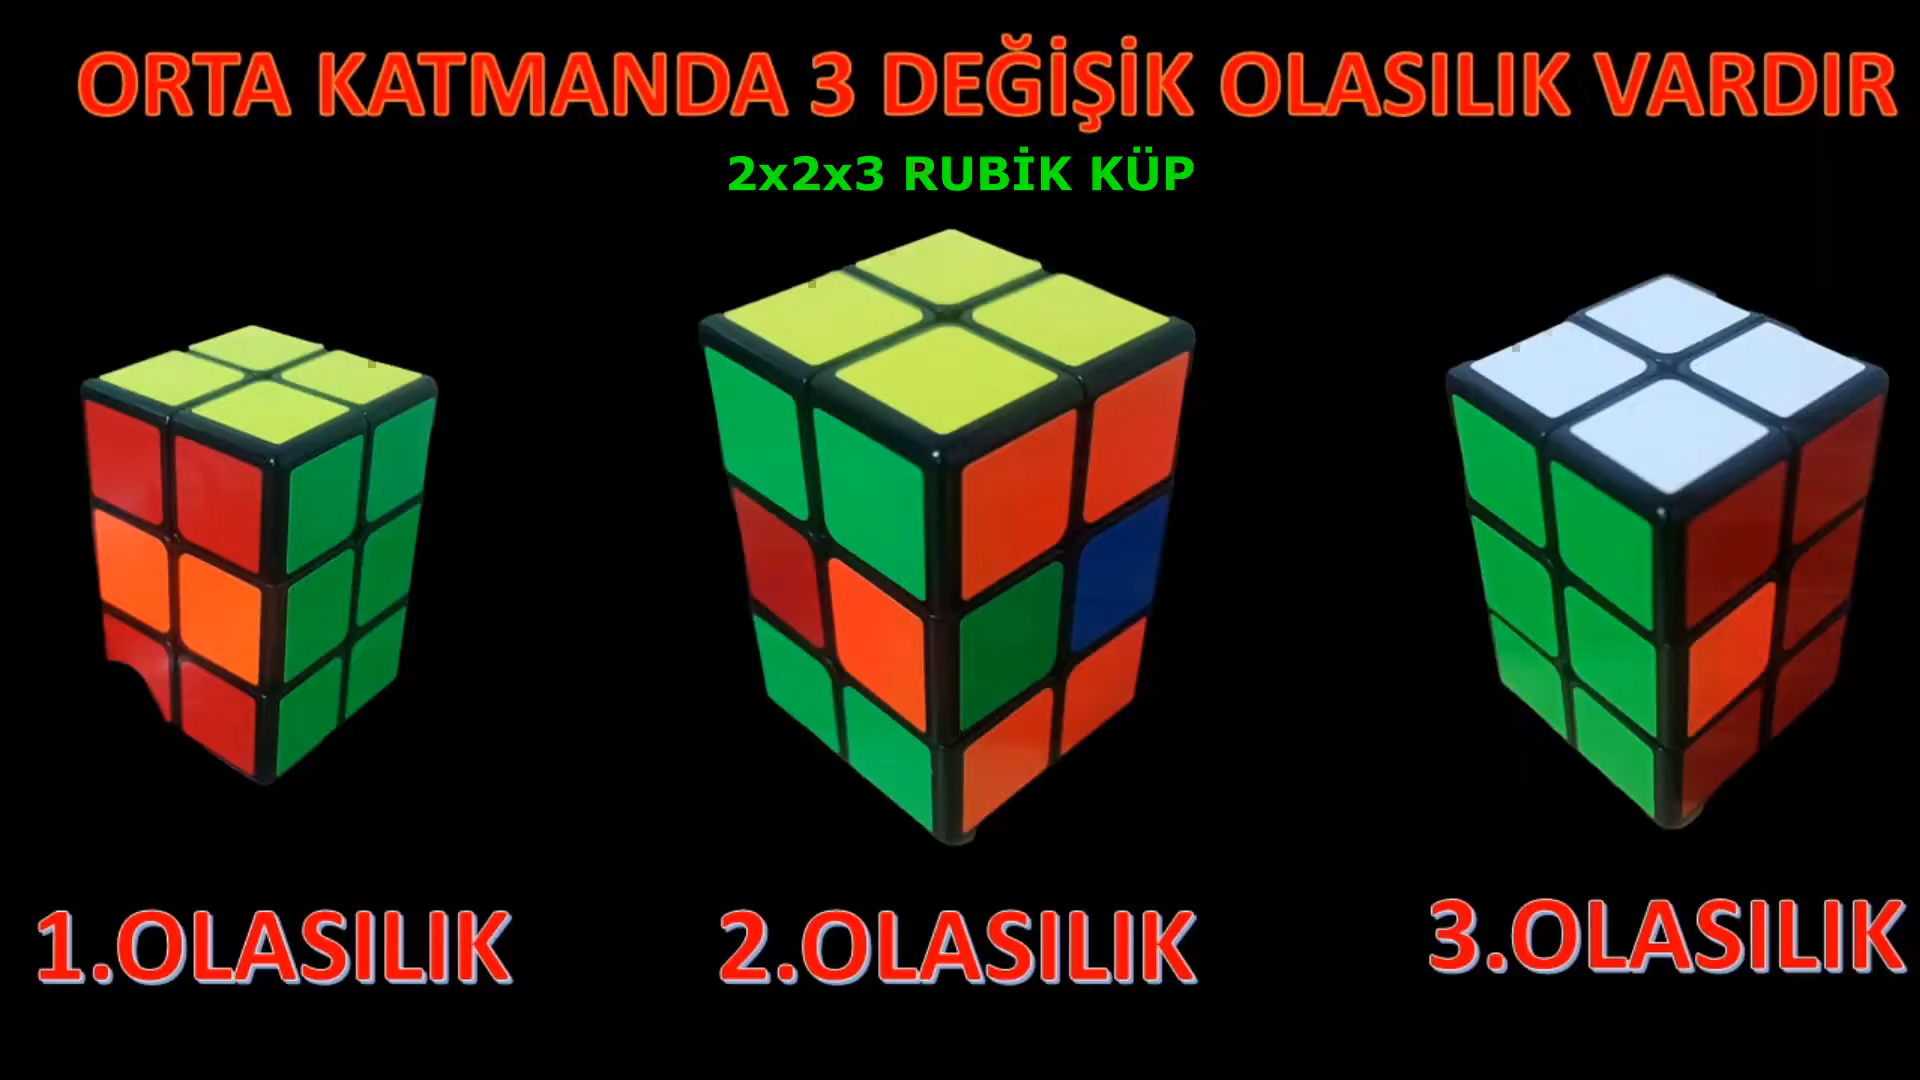 ORTA KATMANDA 3 DEĞİŞİK OLASILIK VARDIR
2x2x3 RUBİK KÜP
1.OLASILIK
2.OLASILIK
3.OLASILIK